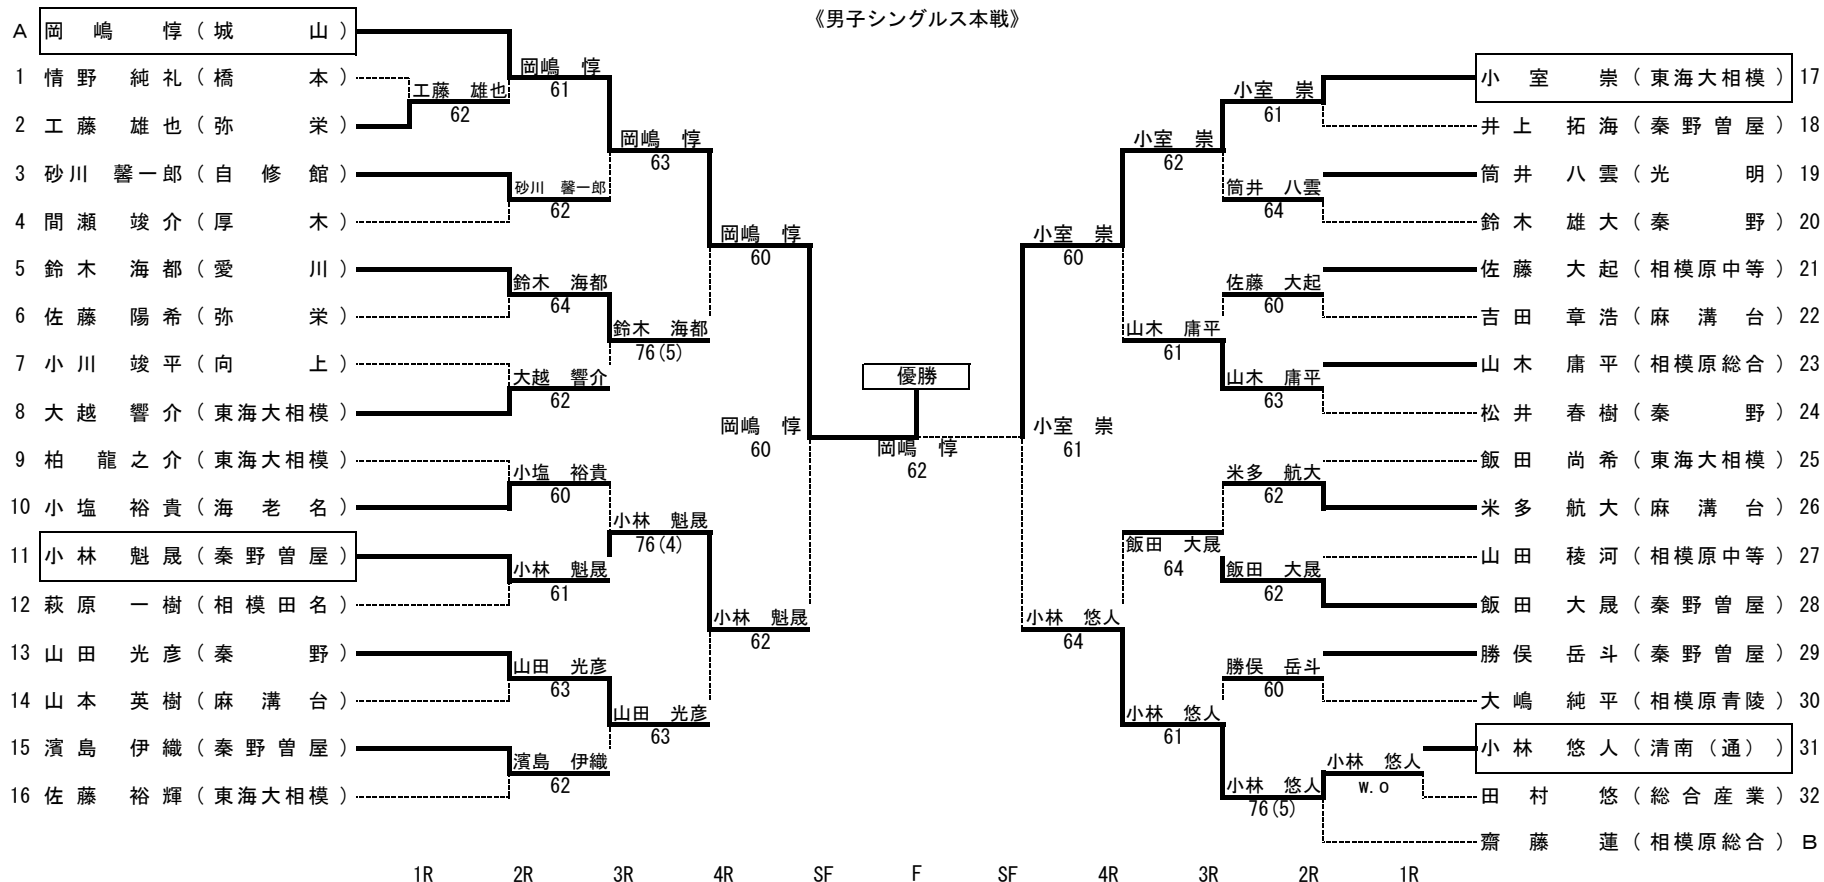 《男子シングルス本戦》
A 岡嶋 惇（城山）
1 情野 純礼（橋本）
2 工藤 雄也（弥栄）
3 砂川 馨一郎（自修館）
4 間瀬 竣介（厚木）
5 鈴木 海都（愛川）
6 佐藤 陽希（弥栄）
7 小川 竣平（向上）
8 大越 響介（東海大相模）
9 柏 龍之介（東海大相模）
10 小塩 裕貴（海老名）
11 小林 魁晟（秦野曽屋）
12 萩原 一樹（相模田名）
13 山田 光彦（秦野）
14 山本 英樹（麻溝台）
15 濱島 伊織（秦野曽屋）
16 佐藤 裕輝（東海大相模）
工藤 雄也
62
岡嶋 惇
61
砂川 馨一郎
62
鈴木 海都
64
大越 響介
62
小塩 裕貴
60
小林 魁晟
61
山田 光彦
63
濱島 伊織
62
岡嶋 惇
63
鈴木 海都
76(5)
小林 魁晟
76(4)
山田 光彦
63
岡嶋 惇
60
小林 魁晟
62
岡嶋 惇
60
優勝
岡嶋 惇
62
小室 崇
61
小室 崇
60
小林 悠人
64
小室 崇
62
山木 庸平
61
飯田 大晟
64
小林 悠人
61
小室 崇
61
筒井 八雲
64
佐藤 大起
60
山木 庸平
63
米多 航大
62
飯田 大晟
62
勝俣 岳斗
60
小林 悠人
76(5)
小林 悠人
w.o
小室 崇（東海大相模）17
井上 拓海（秦野曽屋）18
筒井 八雲（光明）19
鈴木 雄大（秦野）20
佐藤 大起（相模原中等）21
吉田 章浩（麻溝台）22
山木 庸平（相模原総合）23
松井 春樹（秦野）24
飯田 尚希（東海大相模）25
米多 航大（麻溝台）26
山田 稜河（相模原中等）27
飯田 大晟（秦野曽屋）28
勝俣 岳斗（秦野曽屋）29
大嶋 純平（相模原青陵）30
小林 悠人（清南（通））31
田村 悠（総合産業）32
齋藤 蓮（相模原総合）B
1R 2R 3R 4R SF F SF 4R 3R 2R 1R